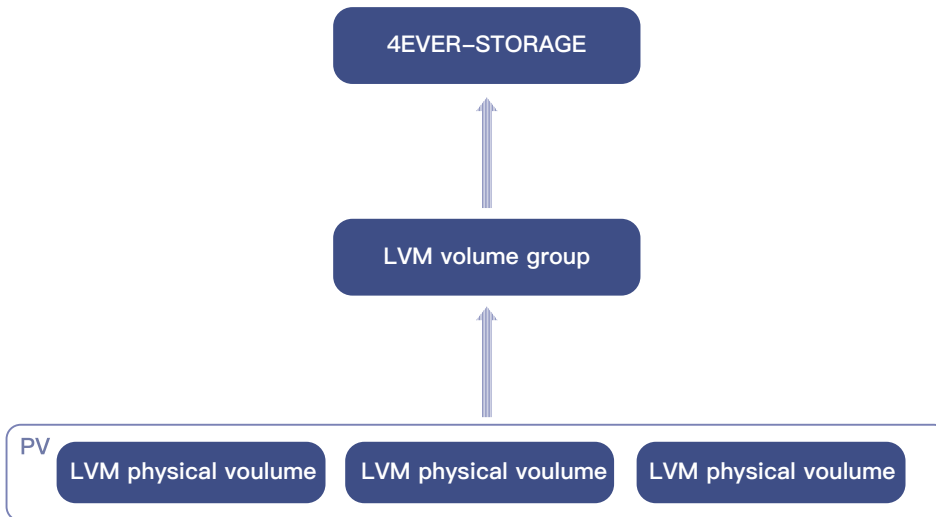 4EVER-STORAGE
LVM volume group
PV
LVM physical voulume
LVM physical voulume
LVM physical voulume